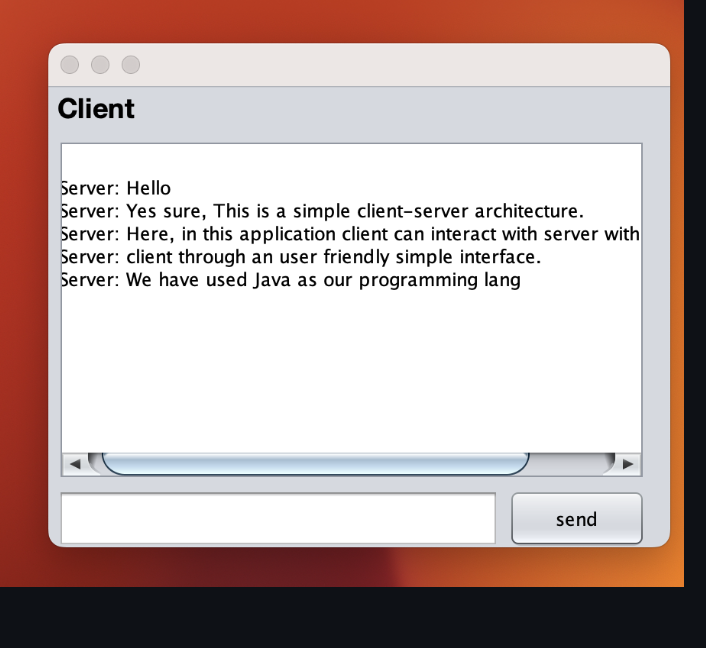 Client
Server: Hello
Server: Yes sure, This is a simple client-server architecture.
Server: Here, in this application client can interact with server with
Server: client through an user friendly simple interface.
Server: We have used Java as our programming lang
send